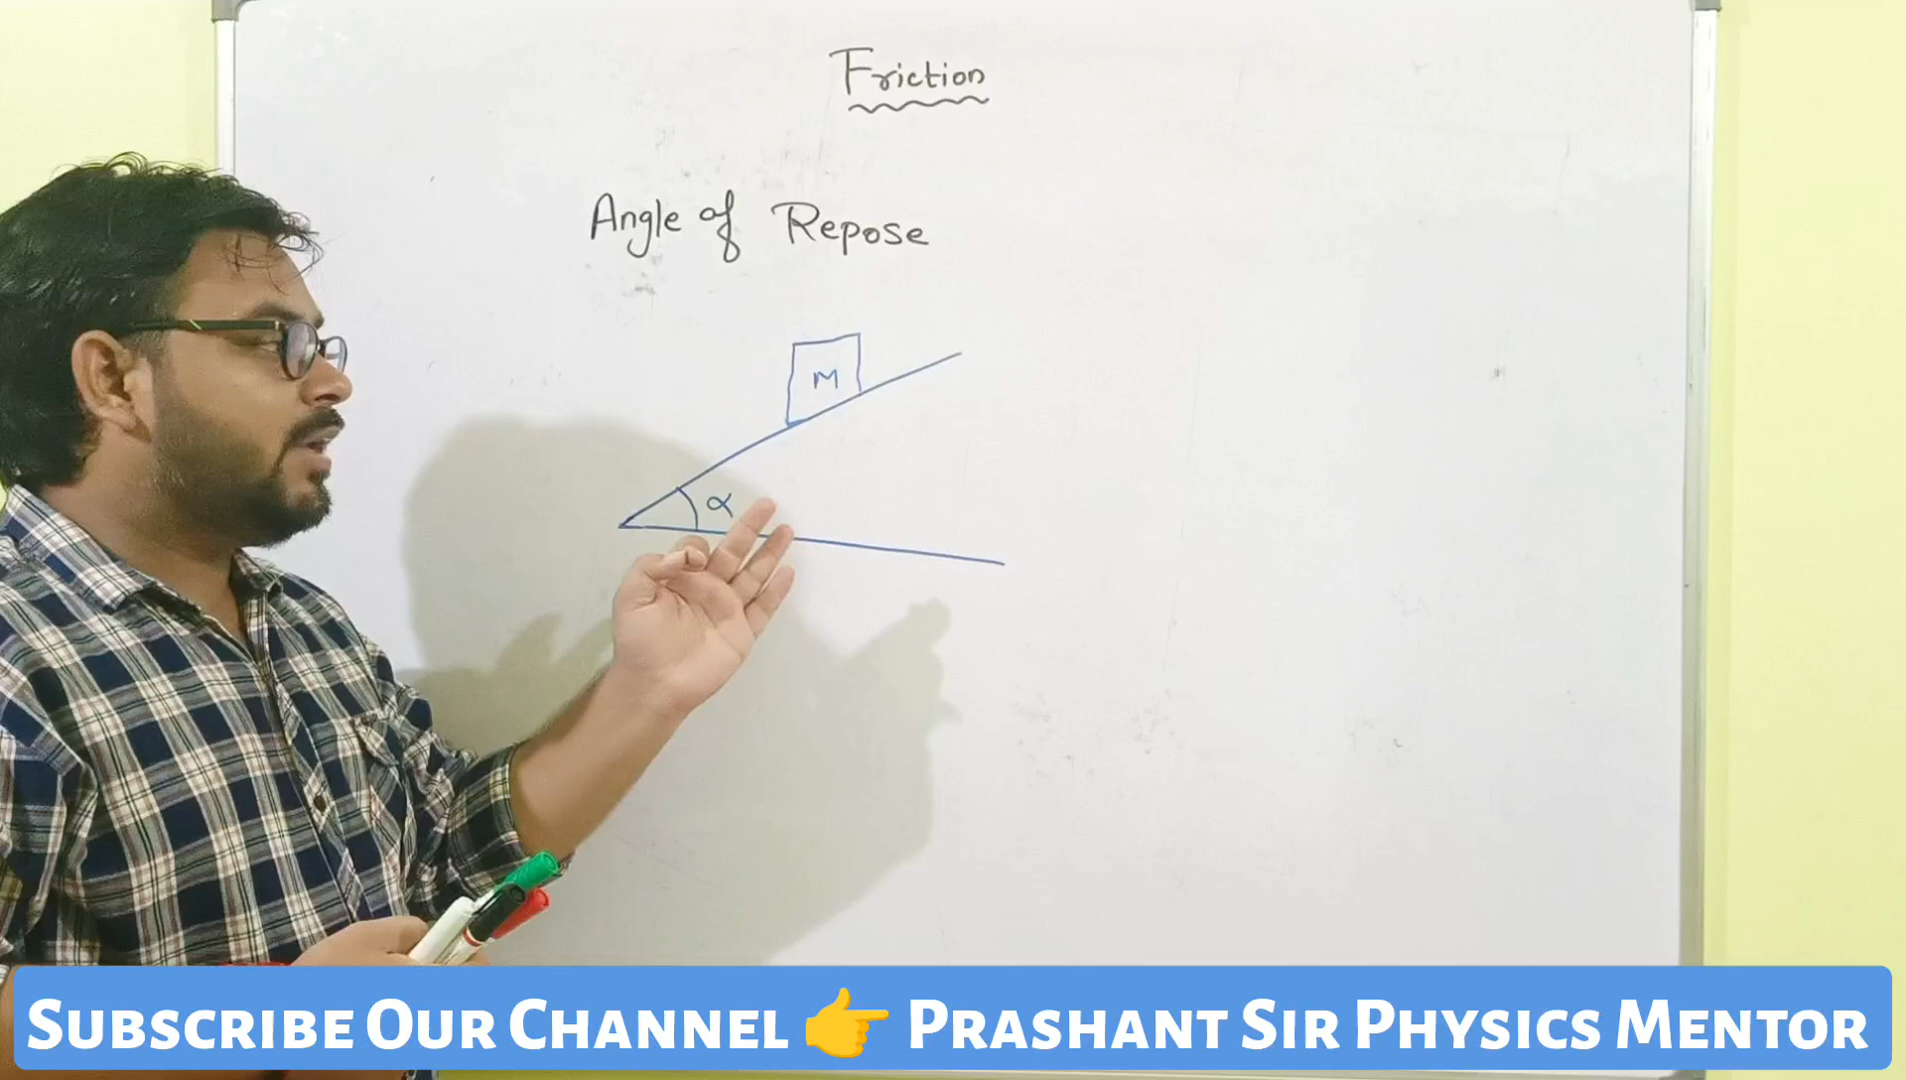 Friction
Angle of Repose
M
α
Subscribe Our Channel 👉 Prashant Sir Physics Mentor